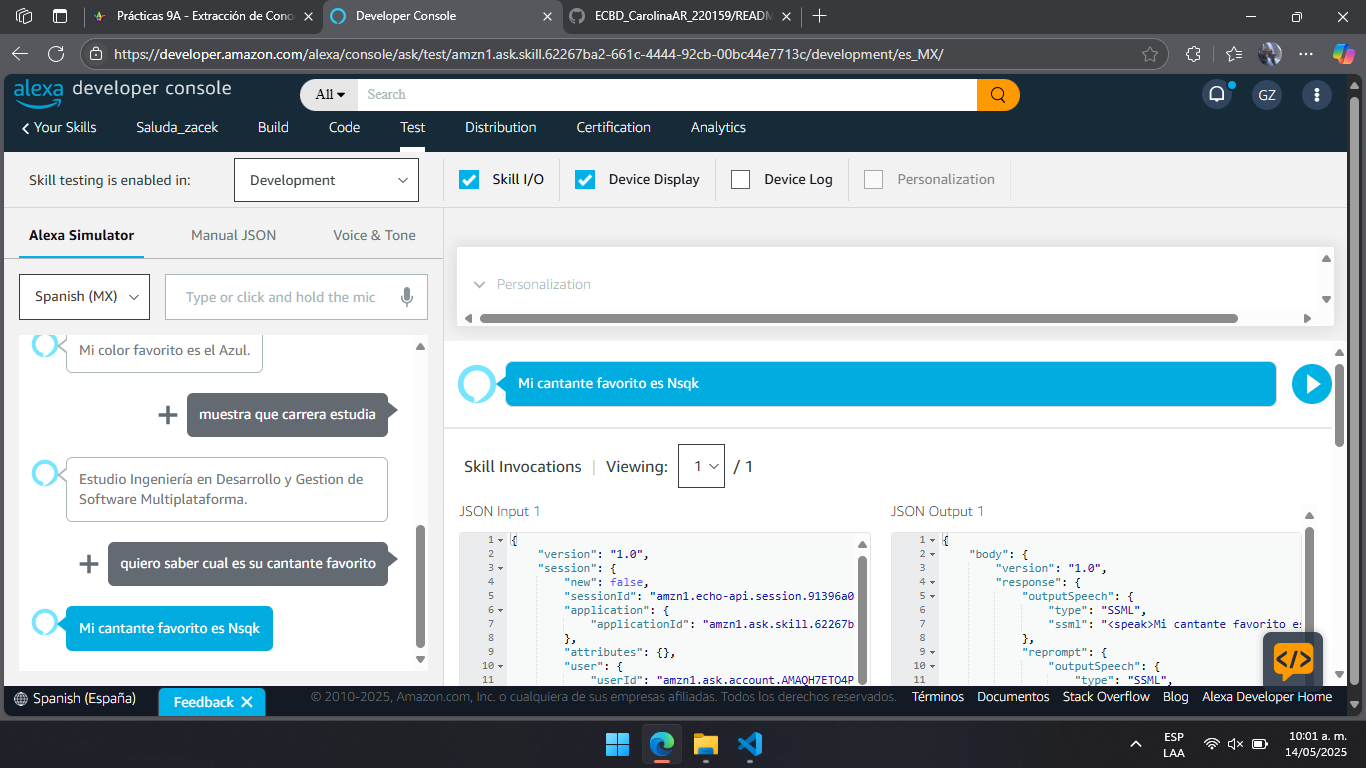 Prácticas 9A - Extracción de Cono
Developer Console
ECBD_CarolinaAR_220159/READM
https://developer.amazon.com/alexa/console/ask/test/amzn1.ask.skill.62267ba2-661c-4444-92cb-00bc44e7713c/development/es_MX/
alexa developer console
All
Search
GZ
Your Skills
Saluda_zacek
Build
Code
Test
Distribution
Certification
Analytics
Skill testing is enabled in:
Development
Skill I/O
Device Display
Device Log
Personalization
Alexa Simulator
Manual JSON
Voice & Tone
Spanish (MX)
Type or click and hold the mic
Mi color favorito es el Azul.
muestra que carrera estudia
Estudio Ingeniería en Desarrollo y Gestion de
Software Multiplataforma.
quiero saber cual es su cantante favorito
Mi cantante favorito es Nsqk
Personalization
Mi cantante favorito es Nsqk
Skill Invocations | Viewing: 1 / 1
JSON Input 1
1 {
2 "version": "1.0",
3 "session": {
4 "new": false,
5 "sessionId": "amzn1.echo-api.session.91396a0
6 "application": {
7 "applicationId": "amzn1.ask.skill.62267b
8 },
9 "attributes": {},
10 "user": {
11 "userId": "amzn1.ask.account.AMAQH7ETO4P
JSON Output 1
1 {
2 "body": {
3 "version": "1.0",
4 "response": {
5 "outputSpeech": {
6 "type": "SSML",
7 "ssml": "<speak>Mi cantante favorito es
8 },
9 "reprompt": {
10 "outputSpeech": {
11 "type": "SSML",
Spanish (España)
Feedback
© 2010-2025, Amazon.com, Inc. o cualquiera de sus empresas afiliadas. Todos los derechos reservados.
Términos
Documentos
Stack Overflow
Blog
Alexa Developer Home
ESP
LAA
10:01 a. m.
14/05/2025